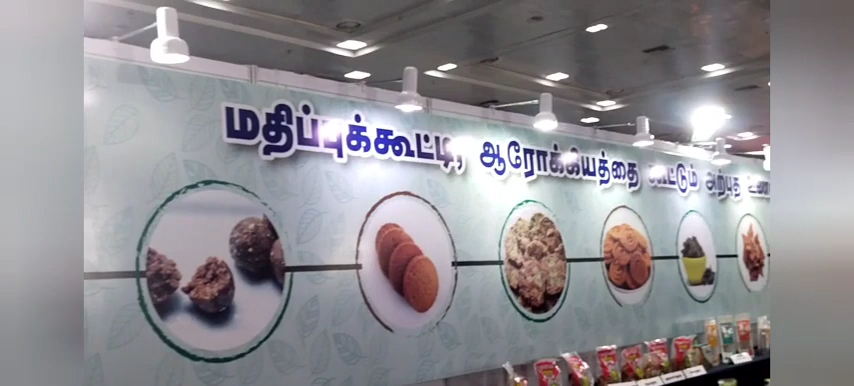 மதிப்புக்கூட்டி, ஆரோக்கியத்தை கூட்டும் அற்புத